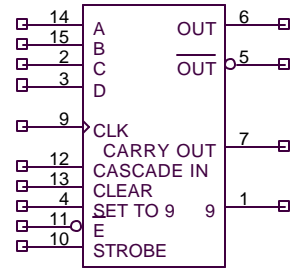 14 A OUT 6
15 B
2 C OUT 5
3 D
9 CLK
CARRY OUT 7
12 CASCADE IN
13 CLEAR
4 SET TO 9 9 1
11 E
10 STROBE